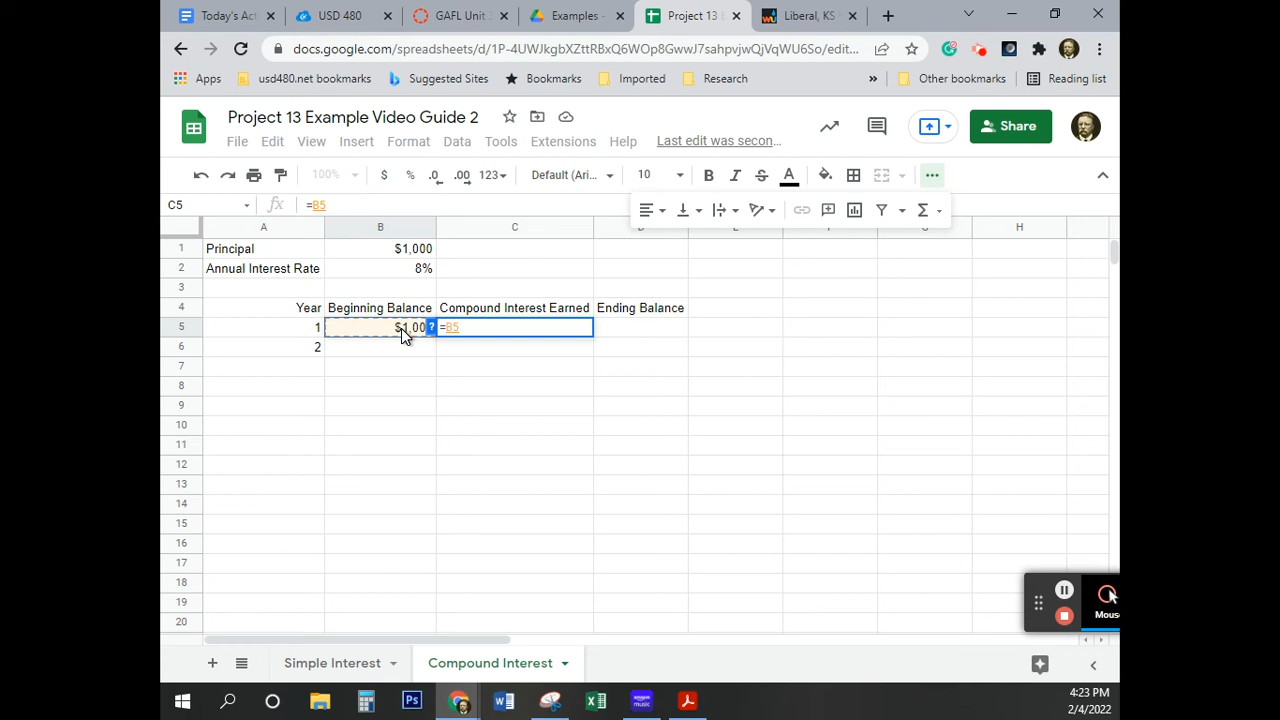 Today's Act
USD 480
GAFL Unit
Examples -
Project 13 E
Liberal, KS
docs.google.com/spreadsheets/d/1P-4UWJkgbXZttRBxQ6WOp8GwwJ7sahpvjwQjVqWU6So/edit...
Apps
usd480.net bookmarks
Suggested Sites
Bookmarks
Imported
Research
»
Other bookmarks
Reading list
Project 13 Example Video Guide 2
File Edit View Insert Format Data Tools Extensions Help Last edit was secon...
Share
100% $ % .0 .00 123 Default (Ari... 10 B I S A
C5 fx =B5
A B C H
1 Principal $1,000
2 Annual Interest Rate 8%
3
4 Year Beginning Balance Compound Interest Earned Ending Balance
5 1 $1,00 ? =B5
6 2
7
8
9
10
11
12
13
14
15
16
17
18
19
20
Mous
Simple Interest
Compound Interest
Ps W X
amazon music
4:23 PM
2/4/2022